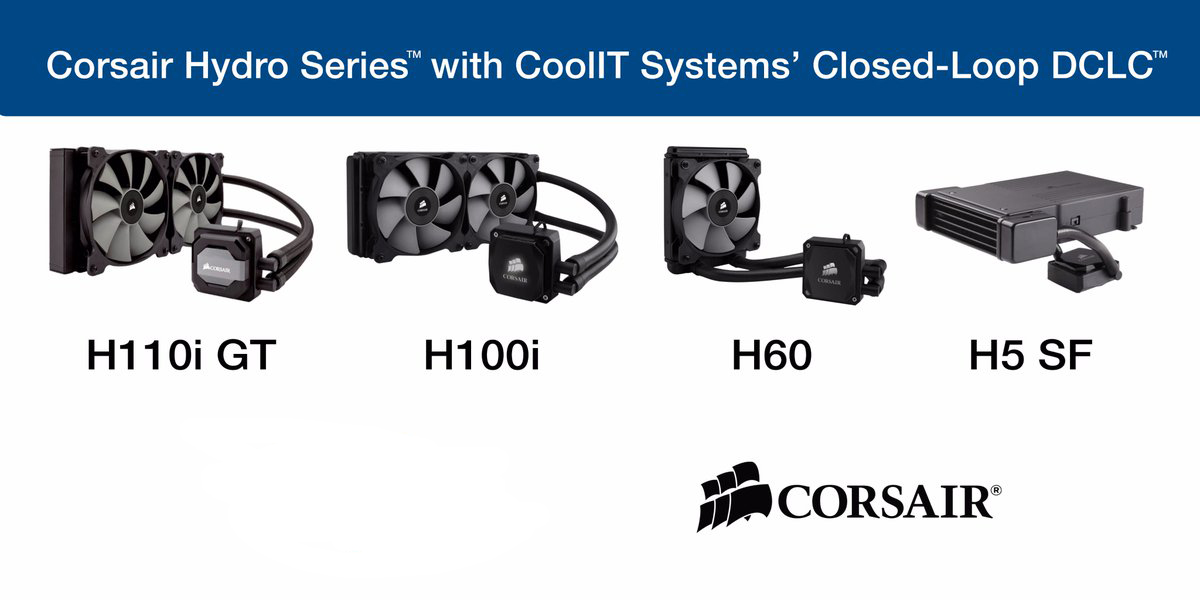 Corsair Hydro Series™ with CoolIT Systems’ Closed-Loop DCLC™
CORSAIR
CORSAIR
CORSAIR
H110i GT
H100i
H60
H5 SF
CORSAIR®